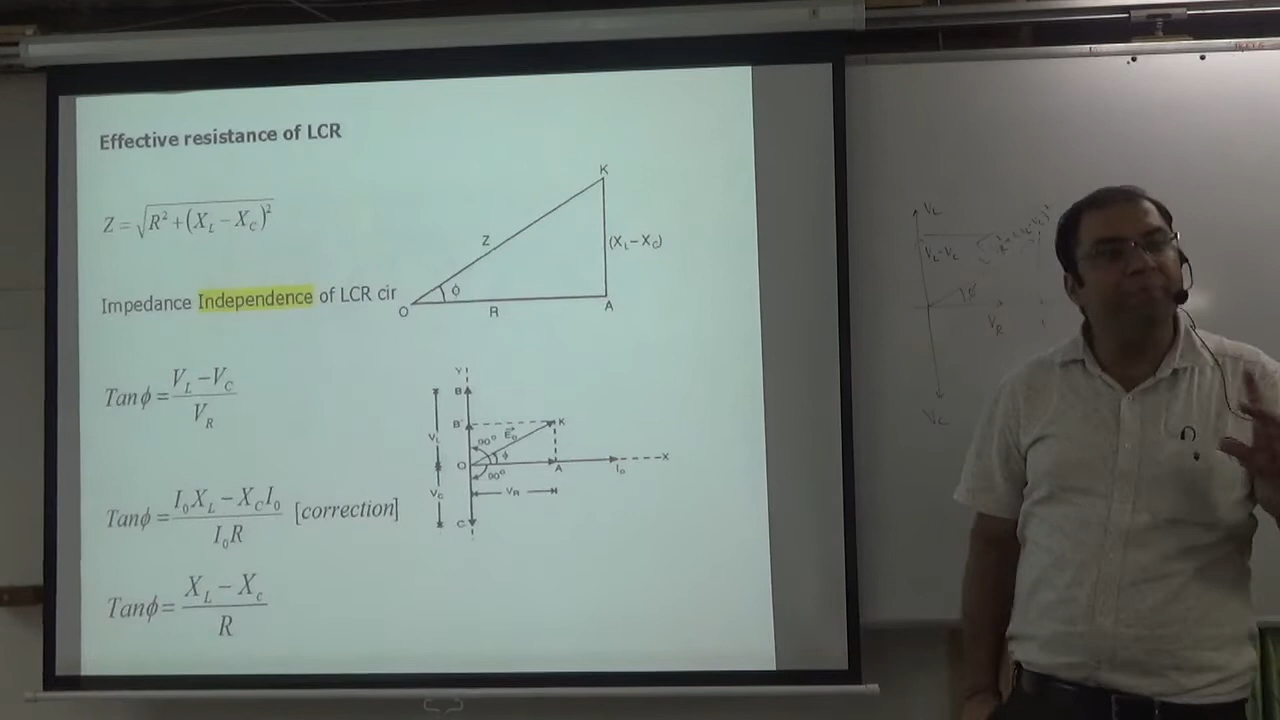 Effective resistance of LCR
Z = √R² + (X_L − X_C)²
Impedance Independence of LCR cir
Tanϕ = V_L − V_C / V_R
Tanϕ = I₀X_L − X_C I₀ / I₀R [correction]
Tanϕ = X_L − X_c / R
K
Z
(X_L − X_C)
ϕ
O
R
A
Y
B
B'
K
V_L
90°
E₀
ϕ
O
A
I₀
X
90°
V_C
V_R
C
V_L
V_L − V_C
ϕ
V_R
V_C